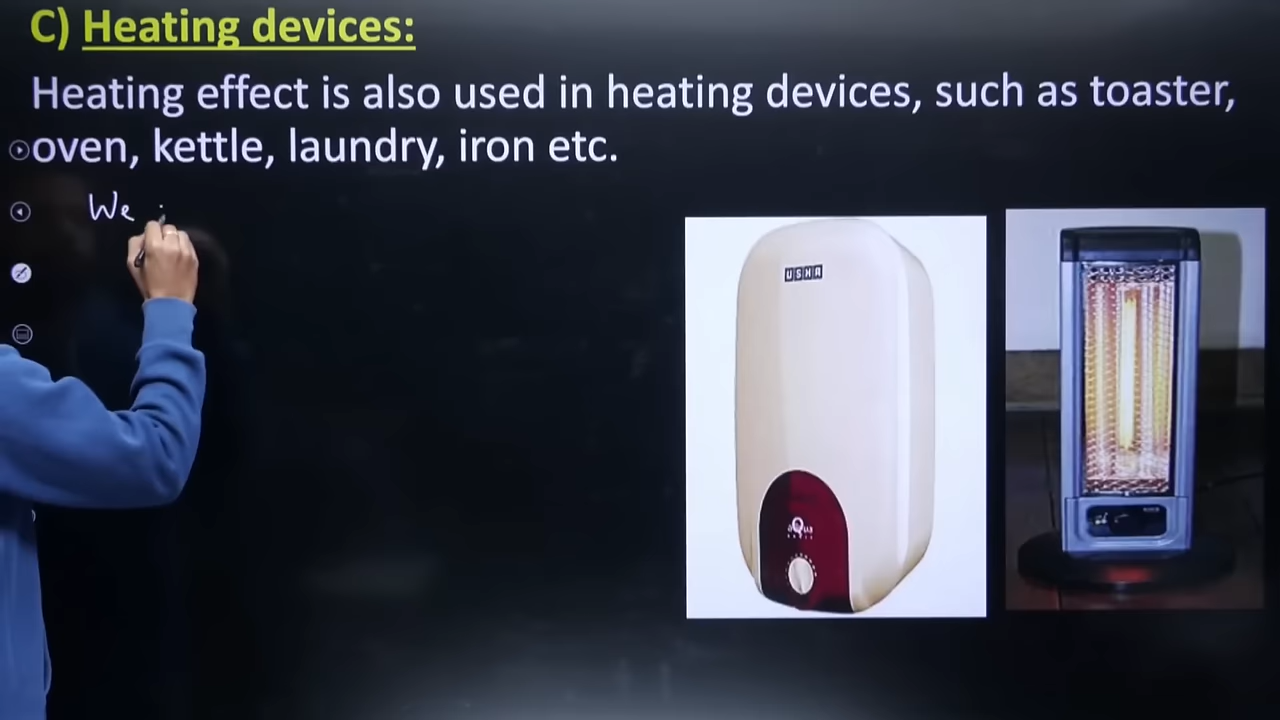 C) Heating devices:
Heating effect is also used in heating devices, such as toaster,
oven, kettle, laundry, iron etc.
We
USHA
aQua